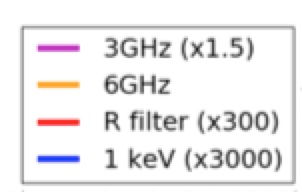 3GHz (x1.5)
6GHz
R filter (x300)
1 keV (x3000)